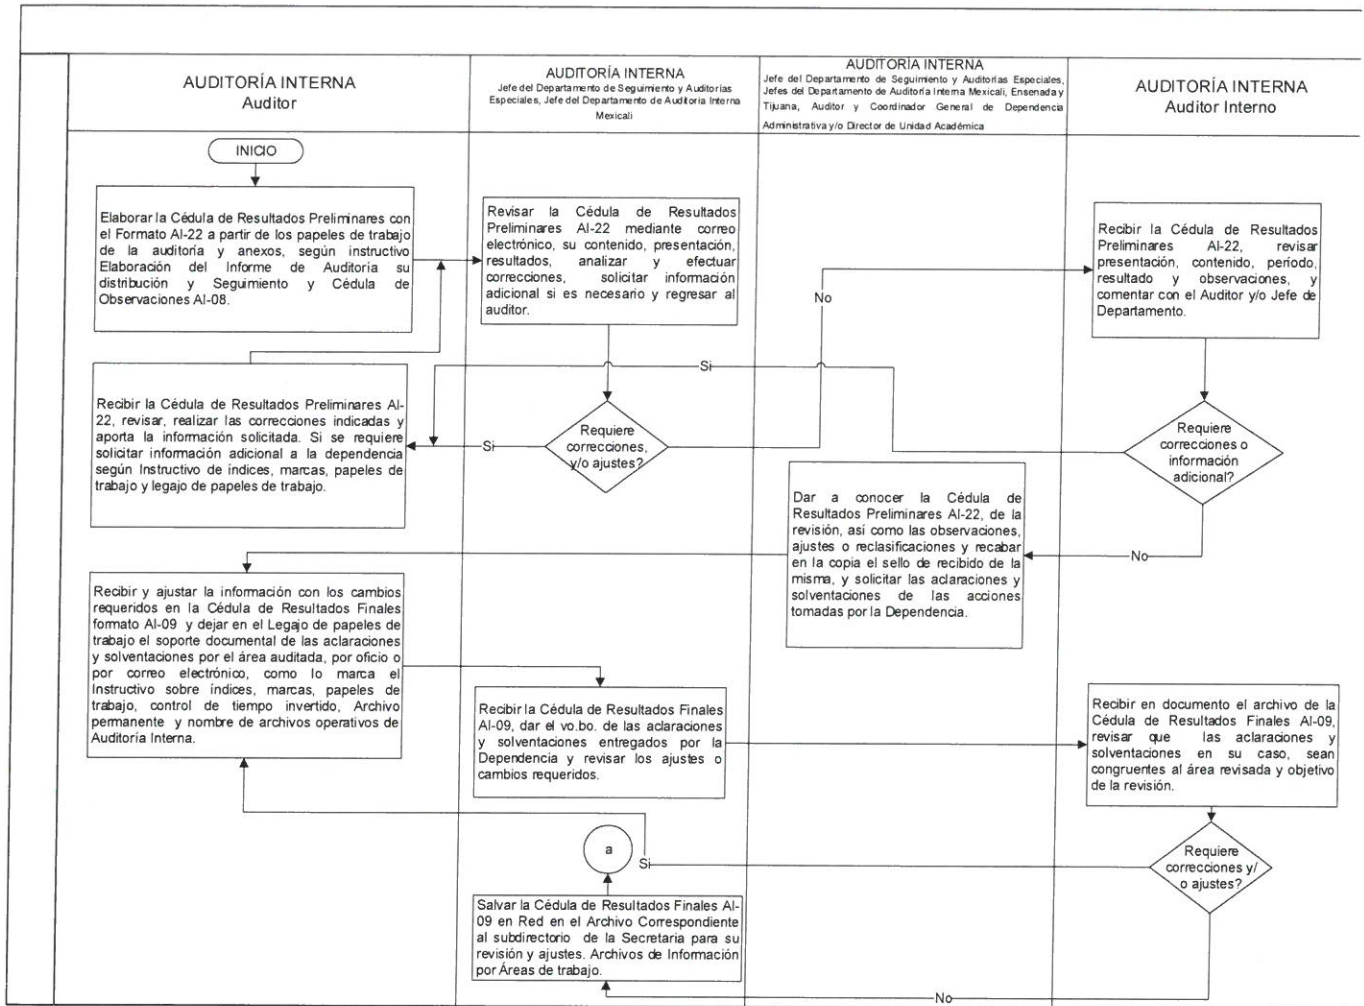 AUDITORÍA INTERNA
Auditor
AUDITORÍA INTERNA
Jefe del Departamento de Seguimiento y Auditorías
Especiales, Jefe del Departamento de Auditoría Interna
Mexicali
AUDITORÍA INTERNA
Jefe del Departamento de Seguimiento y Auditorías Especiales,
Jefes del Departamento de Auditoría Interna Mexicali, Ensenada y
Tijuana, Auditor y Coordinador General de Dependencia
Administrativa y/o Director de Unidad Académica
AUDITORÍA INTERNA
Auditor Interno
INICIO
Elaborar la Cédula de Resultados Preliminares con
el Formato AI-22 a partir de los papeles de trabajo
de la auditoría y anexos, según instructivo
Elaboración del Informe de Auditoría su
distribución y Seguimiento y Cédula de
Observaciones AI-08.
Revisar la Cédula de Resultados
Preliminares AI-22 mediante correo
electrónico, su contenido, presentación,
resultados, analizar y efectuar
correcciones, solicitar información
adicional si es necesario y regresar al
auditor.
No
Recibir la Cédula de Resultados
Preliminares AI-22, revisar
presentación, contenido, período,
resultado y observaciones, y
comentar con el Auditor y/o Jefe de
Departamento.
Si
Recibir la Cédula de Resultados Preliminares AI-
22, revisar, realizar las correcciones indicadas y
aporta la información solicitada. Si se requiere
solicitar información adicional a la dependencia
según Instructivo de índices, marcas, papeles de
trabajo y legajo de papeles de trabajo.
Si
Requiere
correcciones,
y/o ajustes?
Requiere
correcciones o
información
adicional?
Dar a conocer la Cédula de
Resultados Preliminares AI-22, de la
revisión, así como las observaciones,
ajustes o reclasificaciones y recabar
en la copia el sello de recibido de la
misma, y solicitar las aclaraciones y
solventaciones de las acciones
tomadas por la Dependencia.
No
Recibir y ajustar la información con los cambios
requeridos en la Cédula de Resultados Finales
formato AI-09 y dejar en el Legajo de papeles de
trabajo el soporte documental de las aclaraciones
y solventaciones por el área auditada, por oficio o
por correo electrónico, como lo marca el
Instructivo sobre índices, marcas, papeles de
trabajo, control de tiempo invertido, Archivo
permanente y nombre de archivos operativos de
Auditoría Interna.
Recibir la Cédula de Resultados Finales
AI-09, dar el vo.bo. de las aclaraciones
y solventaciones entregados por la
Dependencia y revisar los ajustes o
cambios requeridos.
Recibir en documento el archivo de la
Cédula de Resultados Finales AI-09,
revisar que las aclaraciones y
solventaciones en su caso, sean
congruentes al área revisada y objetivo
de la revisión.
a
Si
Requiere
correcciones y/
o ajustes?
Salvar la Cédula de Resultados Finales AI-
09 en Red en el Archivo Correspondiente
al subdirectorio de la Secretaria para su
revisión y ajustes. Archivos de Información
por Áreas de trabajo.
No